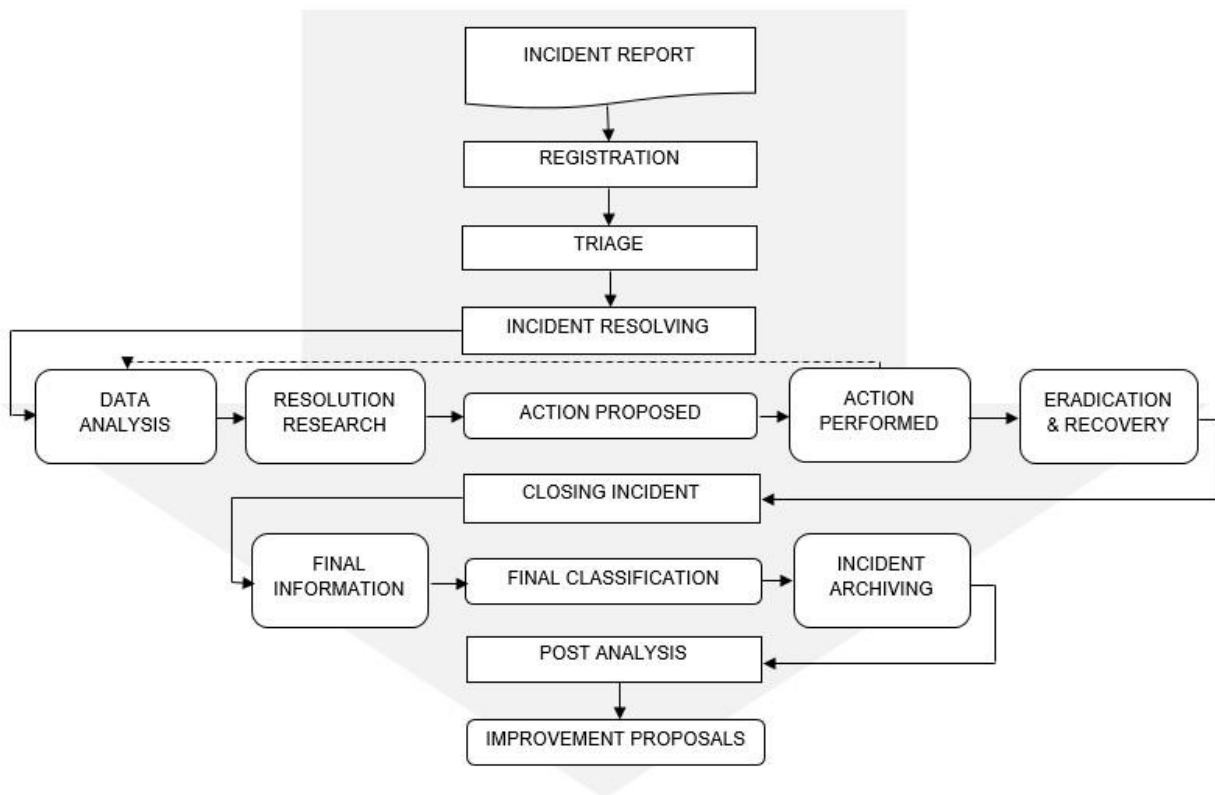 INCIDENT REPORT
REGISTRATION
TRIAGE
INCIDENT RESOLVING
DATA
ANALYSIS
RESOLUTION
RESEARCH
ACTION PROPOSED
ACTION
PERFORMED
ERADICATION
& RECOVERY
CLOSING INCIDENT
FINAL
INFORMATION
FINAL CLASSIFICATION
INCIDENT
ARCHIVING
POST ANALYSIS
IMPROVEMENT PROPOSALS